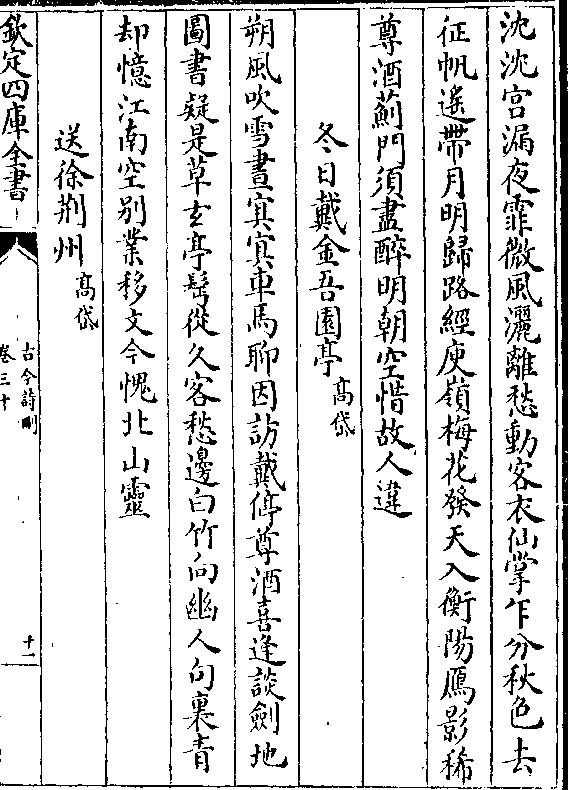 沈沈宫漏夜霏微風灑離愁動客衣仙掌乍分秋色去
征帆遥帶月明歸路經庾嶺梅花發天入衡陽鴈影稀
尊酒薊門須盡醉明朝空惜故人違
冬日戴金吾園亭 高岱
朔風吹雪晝冥冥車馬聊因訪戴停尊酒喜逢談劍地
圖書疑是草玄亭髩從久客愁邊白竹向幽人句裏青
却憶江南空别業移文今愧北山靈
送徐荆州 高岱
欽定四庫全書
古今詩刪
卷三十
十一